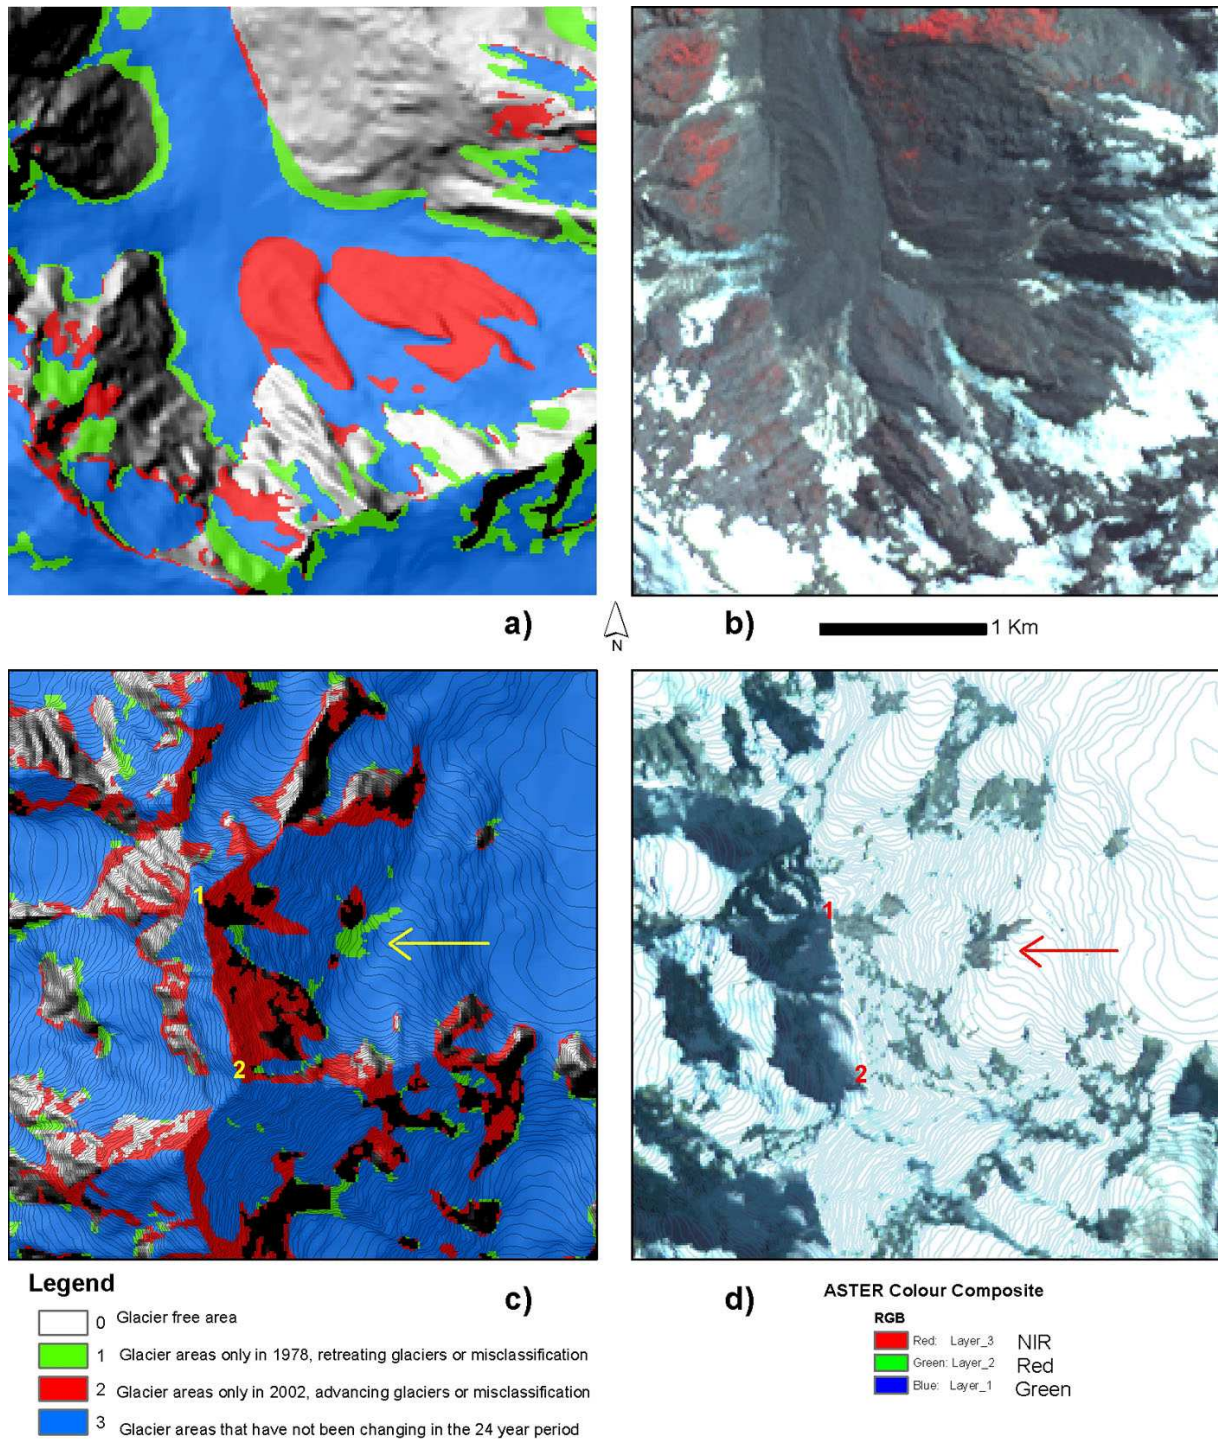 a)
N
b)
1 Km
1
2
1
2
Legend
0 Glacier free area
1 Glacier areas only in 1978, retreating glaciers or misclassification
2 Glacier areas only in 2002, advancing glaciers or misclassification
3 Glacier areas that have not been changing in the 24 year period
c)
d)
ASTER Colour Composite
RGB
Red: Layer_3 NIR
Green: Layer_2 Red
Blue: Layer_1 Green